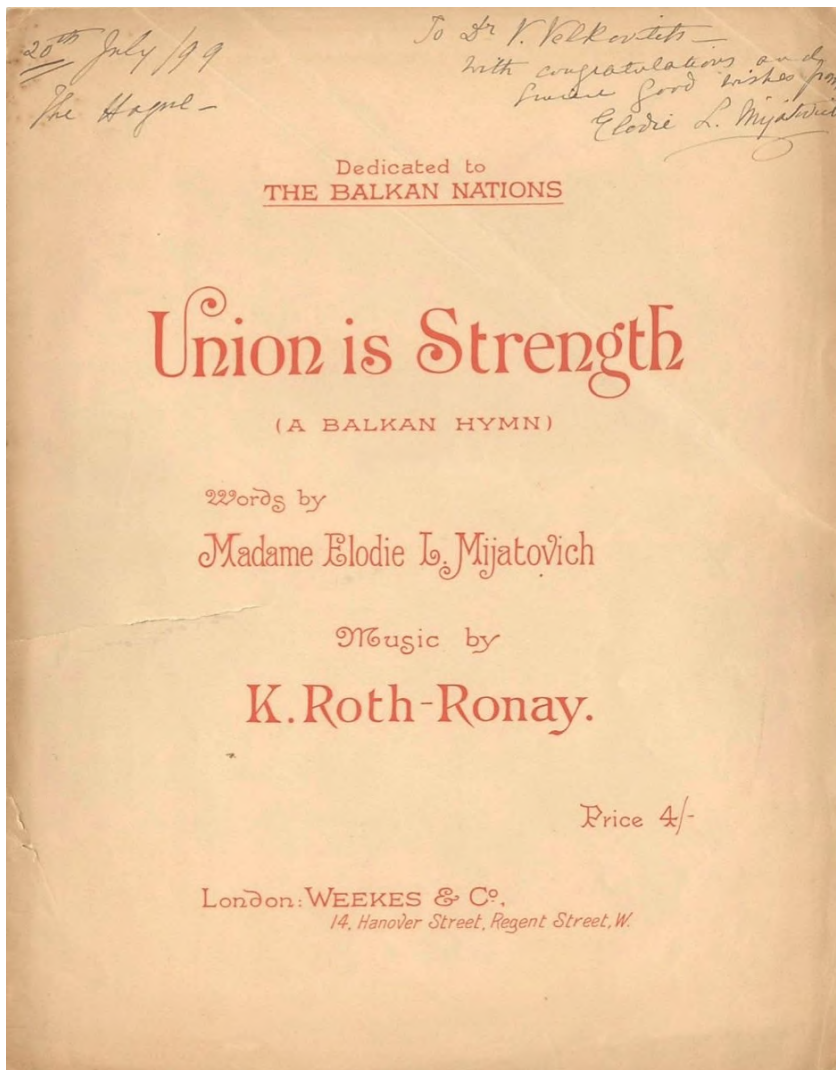 20th July /99
The Hague –
To Dr V. Velkovitch –
with congratulations and
sincere good wishes from
Elodie L. Mijatovich
Dedicated to
THE BALKAN NATIONS
Union is Strength
(A BALKAN HYMN)
Words by
Madame Elodie L. Mijatovich
Music by
K. Roth-Ronay.
Price 4/-
London: WEEKES & Co.,
14, Hanover Street, Regent Street, W.